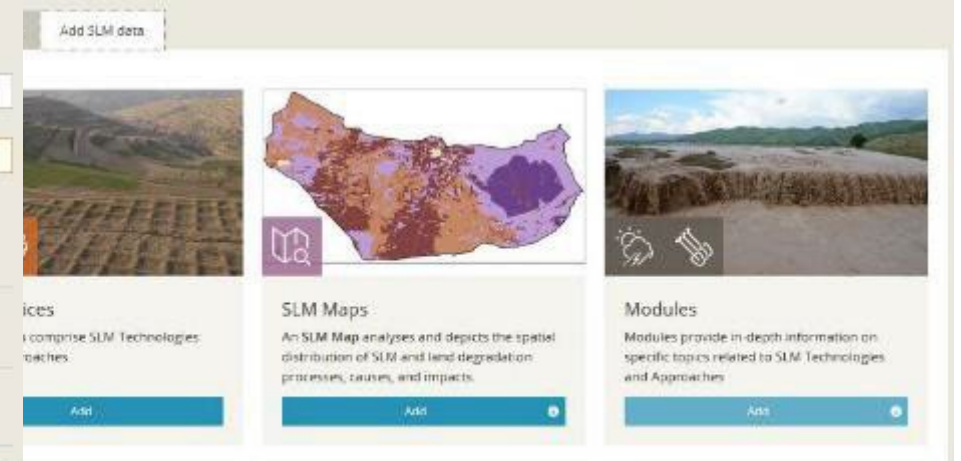 Add SLM data
ices
s comprise SLM Technologies
roaches
Add
SLM Maps
An SLM Map analyses and depicts the spatial
distribution of SLM and land degradation
processes, causes, and impacts.
Add
Modules
Modules provide in-depth information on
specific topics related to SLM Technologies
and Approaches
Add